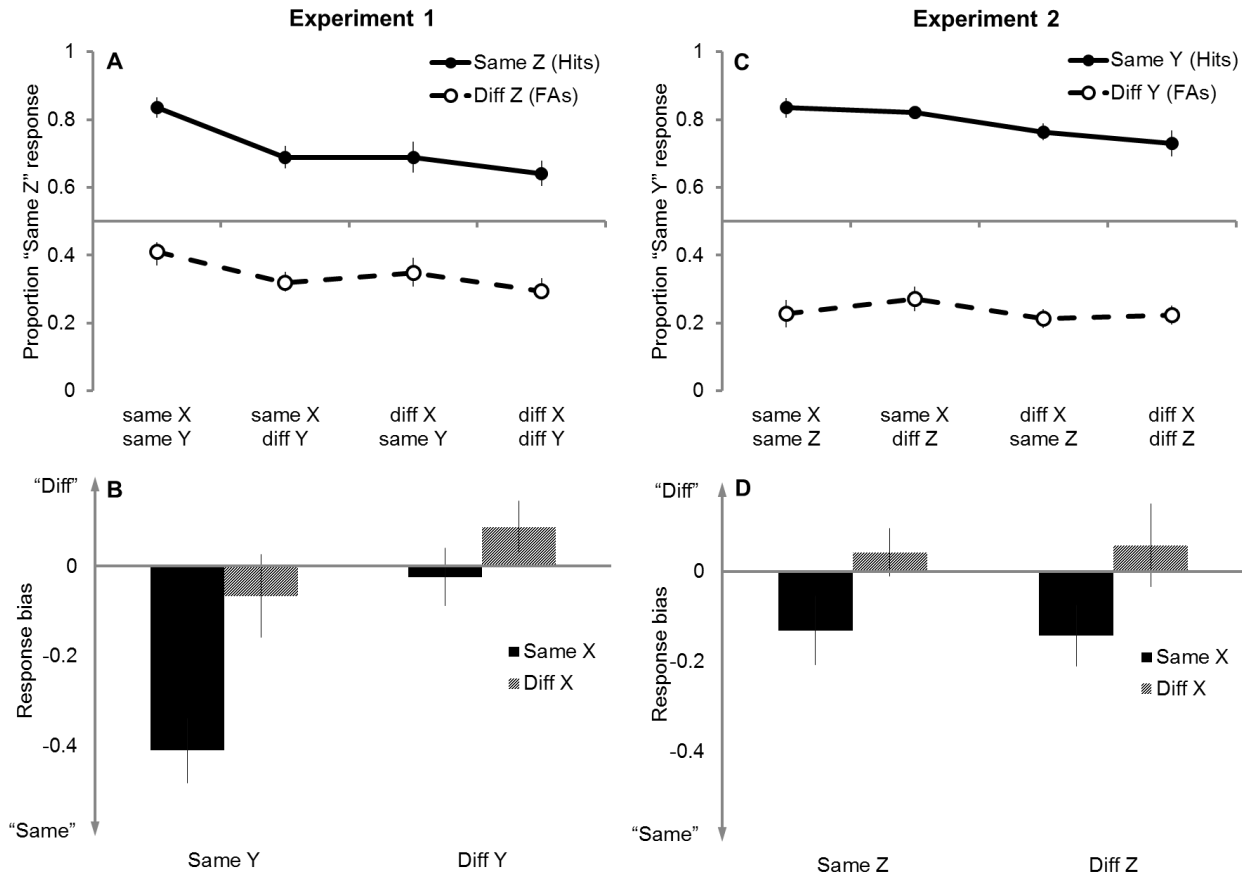 Experiment 1
Experiment 2
A
Same Z (Hits)
Diff Z (FAs)
Proportion “Same Z” response
1
0.8
0.6
0.4
0.2
0
same X same X diff X diff X
same Y diff Y same Y diff Y
C
Same Y (Hits)
Diff Y (FAs)
Proportion “Same Y” response
1
0.8
0.6
0.4
0.2
0
same X same X diff X diff X
same Z diff Z same Z diff Z
“Diff”
B
Response bias
0
-0.2
-0.4
“Same”
Same X
Diff X
Same Y Diff Y
“Diff”
D
Response bias
0
-0.2
-0.4
“Same”
Same X
Diff X
Same Z Diff Z